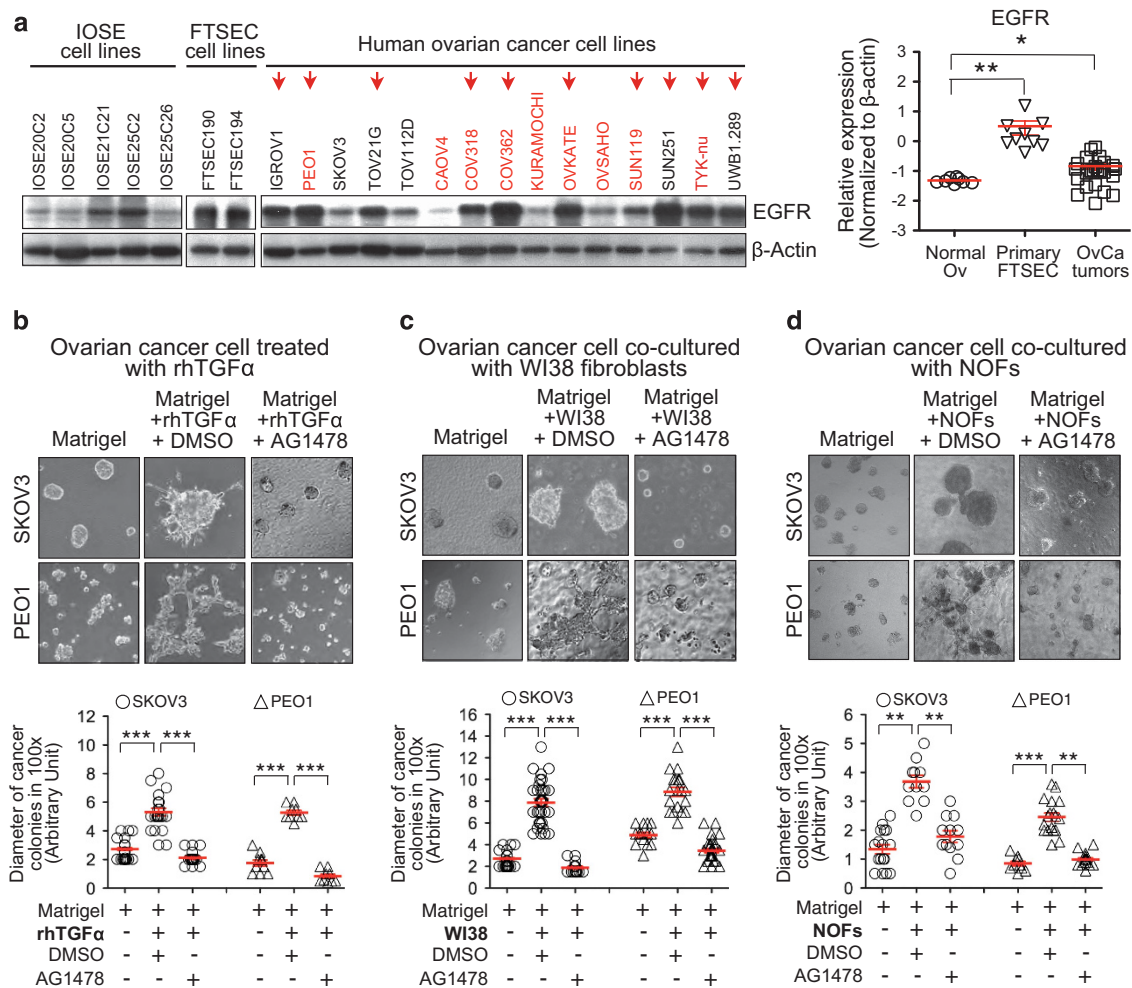 a
IOSE
cell lines
FTSEC
cell lines
Human ovarian cancer cell lines
IOSE20C2
IOSE20C5
IOSE21C21
IOSE25C2
IOSE25C26
FTSEC190
FTSEC194
IGROV1
PEO1
SKOV3
TOV21G
TOV112D
CAOV4
COV318
COV362
KURAMOCHI
OVKATE
OVSAHO
SUN119
SUN251
TYK-nu
UWB1.289
EGFR
β-Actin
EGFR
Relative expression
(Normalized to β-actin)
3
2
1
0
-1
-2
-3
*
**
Normal
Ov
Primary
FTSEC
OvCa
tumors
b
Ovarian cancer cell treated
with rhTGFα
Matrigel
Matrigel
+rhTGFα
+ DMSO
Matrigel
+rhTGFα
+ AG1478
SKOV3
PEO1
SKOV3
PEO1
Diameter of cancer
colonies in 100x
(Arbitrary Unit)
12
10
8
6
4
2
0
*** *** *** ***
Matrigel + + + + + +
rhTGFα - + + - + +
DMSO - + - - + -
AG1478 - - + - - +
c
Ovarian cancer cell co-cultured
with WI38 fibroblasts
Matrigel
Matrigel
+WI38
+ DMSO
Matrigel
+WI38
+ AG1478
SKOV3
PEO1
SKOV3
PEO1
Diameter of cancer
colonies in 100x
(Arbitrary Unit)
16
14
12
10
8
6
4
2
0
*** *** *** ***
Matrigel + + + + + +
WI38 - + + - + +
DMSO - + - - + -
AG1478 - - + - - +
d
Ovarian cancer cell co-cultured
with NOFs
Matrigel
Matrigel
+NOFs
+ DMSO
Matrigel
+NOFs
+ AG1478
SKOV3
PEO1
SKOV3
PEO1
Diameter of cancer
colonies in 100x
(Arbitrary Unit)
6
5
4
3
2
1
0
** ** *** **
Matrigel + + + + + +
NOFs - + + - + +
DMSO - + - - + -
AG1478 - - + - - +